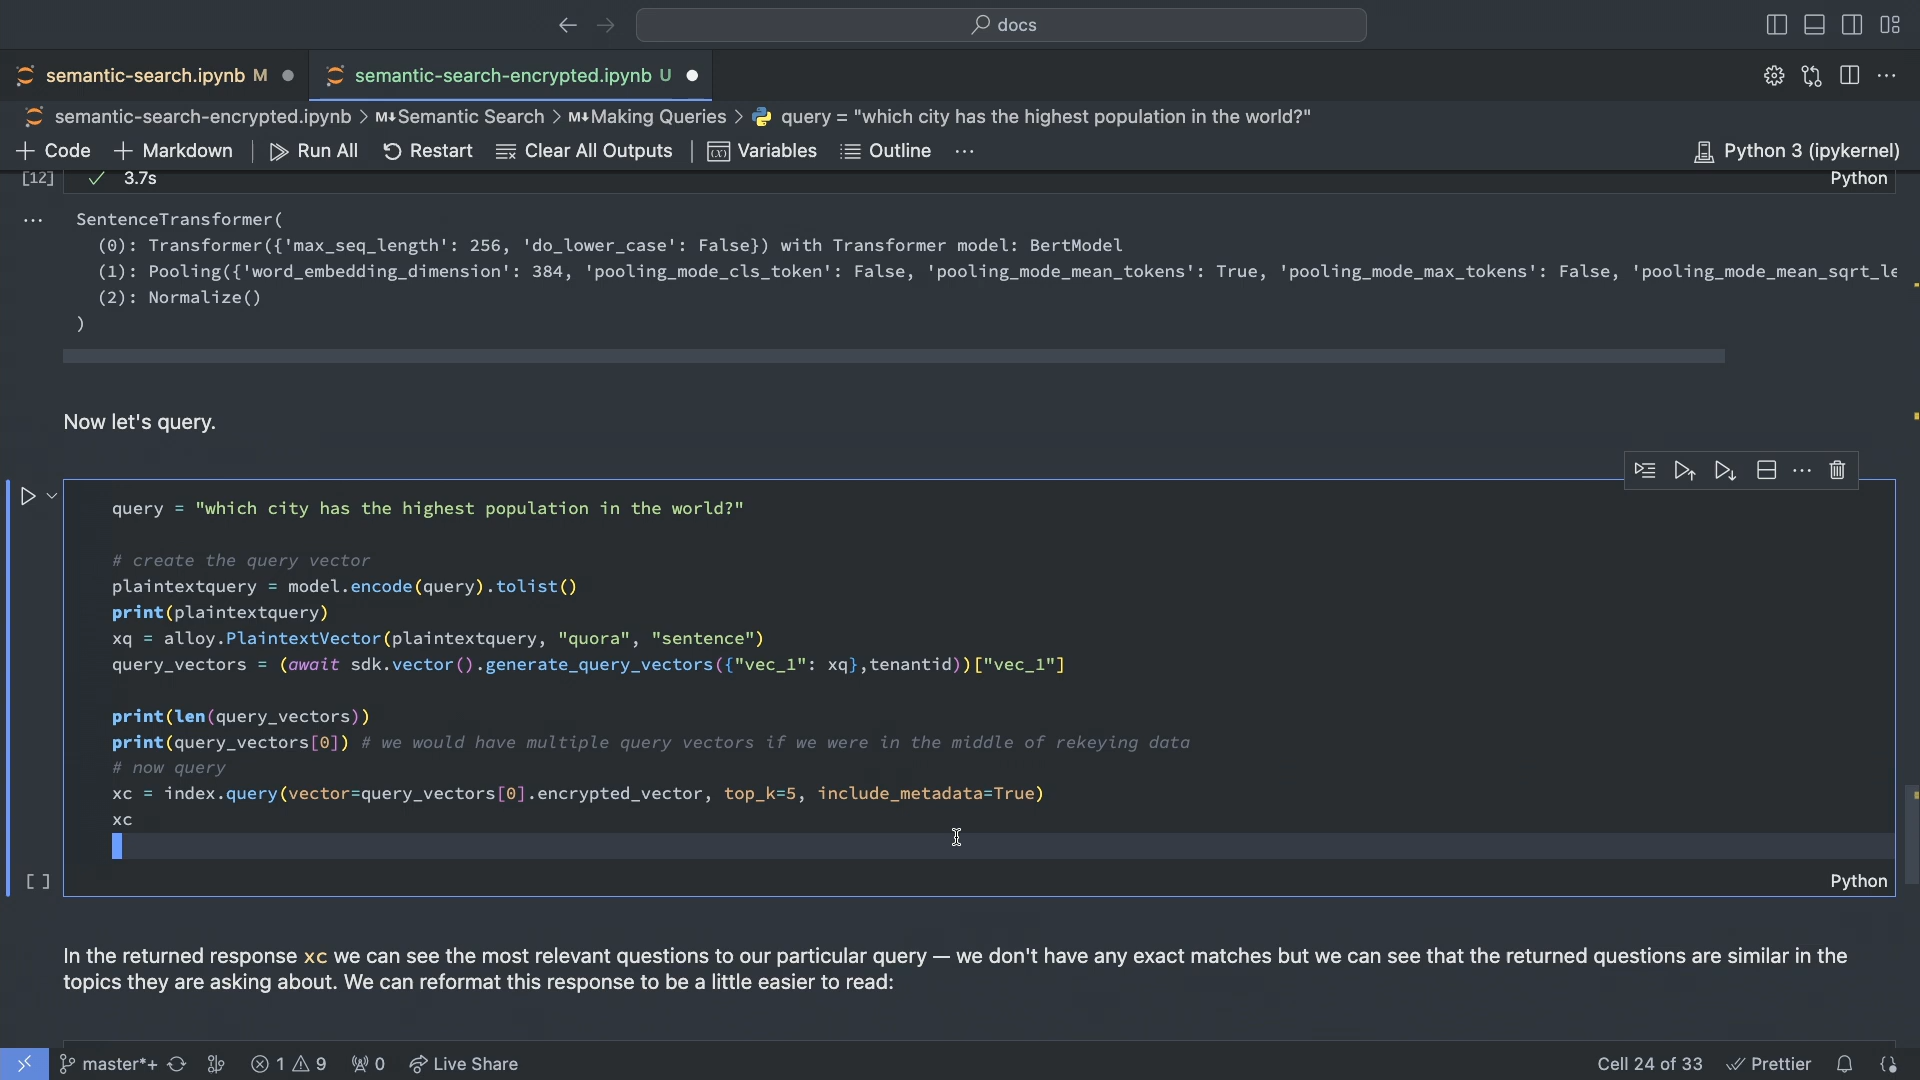 docs
semantic-search.ipynb M
semantic-search-encrypted.ipynb U
semantic-search-encrypted.ipynb > M↓Semantic Search > M↓Making Queries > query = "which city has the highest population in the world?"
+ Code + Markdown Run All Restart Clear All Outputs Variables Outline ... Python 3 (ipykernel)
[12] ✓ 3.7s Python
SentenceTransformer(
(0): Transformer({'max_seq_length': 256, 'do_lower_case': False}) with Transformer model: BertModel
(1): Pooling({'word_embedding_dimension': 384, 'pooling_mode_cls_token': False, 'pooling_mode_mean_tokens': True, 'pooling_mode_max_tokens': False, 'pooling_mode_mean_sqrt_le
(2): Normalize()
)
Now let's query.
query = "which city has the highest population in the world?"
# create the query vector
plaintextquery = model.encode(query).tolist()
print(plaintextquery)
xq = alloy.PlaintextVector(plaintextquery, "quora", "sentence")
query_vectors = (await sdk.vector().generate_query_vectors({"vec_1": xq},tenantid))["vec_1"]
print(len(query_vectors))
print(query_vectors[0]) # we would have multiple query vectors if we were in the middle of rekeying data
# now query
xc = index.query(vector=query_vectors[0].encrypted_vector, top_k=5, include_metadata=True)
xc
[ ] Python
In the returned response xc we can see the most relevant questions to our particular query — we don't have any exact matches but we can see that the returned questions are similar in the
topics they are asking about. We can reformat this response to be a little easier to read:
master*+ 1 9 0 Live Share Cell 24 of 33 Prettier